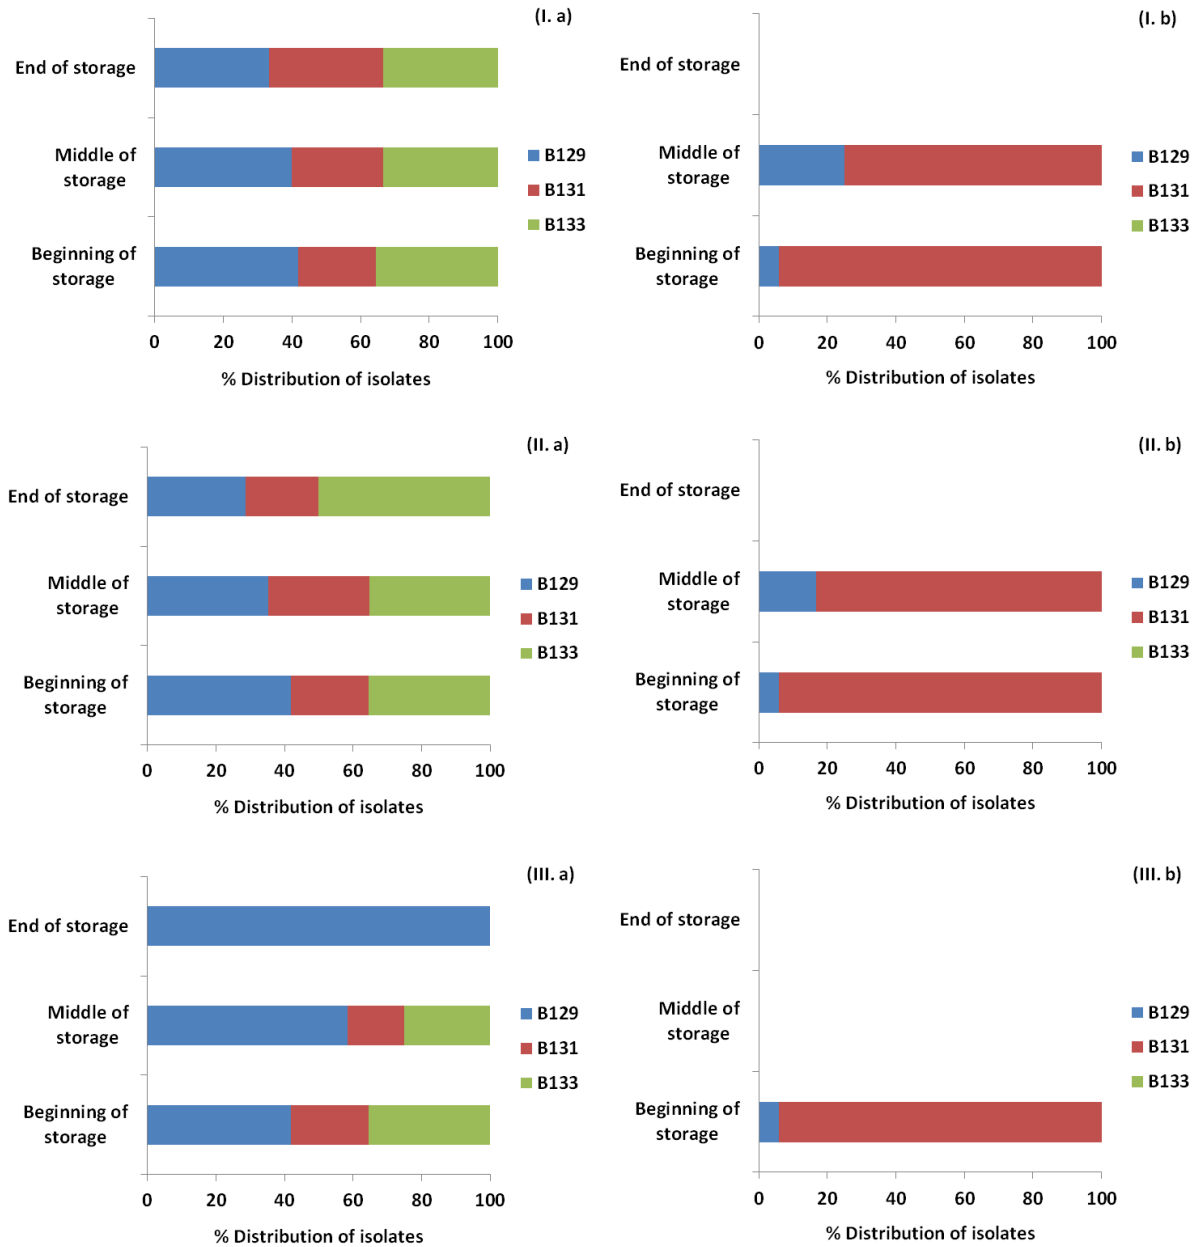 (I. a)
End of storage
Middle of
storage
Beginning of
storage
B129
B131
B133
0 20 40 60 80 100
% Distribution of isolates
(I. b)
End of storage
Middle of
storage
Beginning of
storage
B129
B131
B133
0 20 40 60 80 100
% Distribution of isolates
(II. a)
End of storage
Middle of
storage
Beginning of
storage
B129
B131
B133
0 20 40 60 80 100
% Distribution of isolates
(II. b)
End of storage
Middle of
storage
Beginning of
storage
B129
B131
B133
0 20 40 60 80 100
% Distribution of isolates
(III. a)
End of storage
Middle of
storage
Beginning of
storage
B129
B131
B133
0 20 40 60 80 100
% Distribution of isolates
(III. b)
End of storage
Middle of
storage
Beginning of
storage
B129
B131
B133
0 20 40 60 80 100
% Distribution of isolates